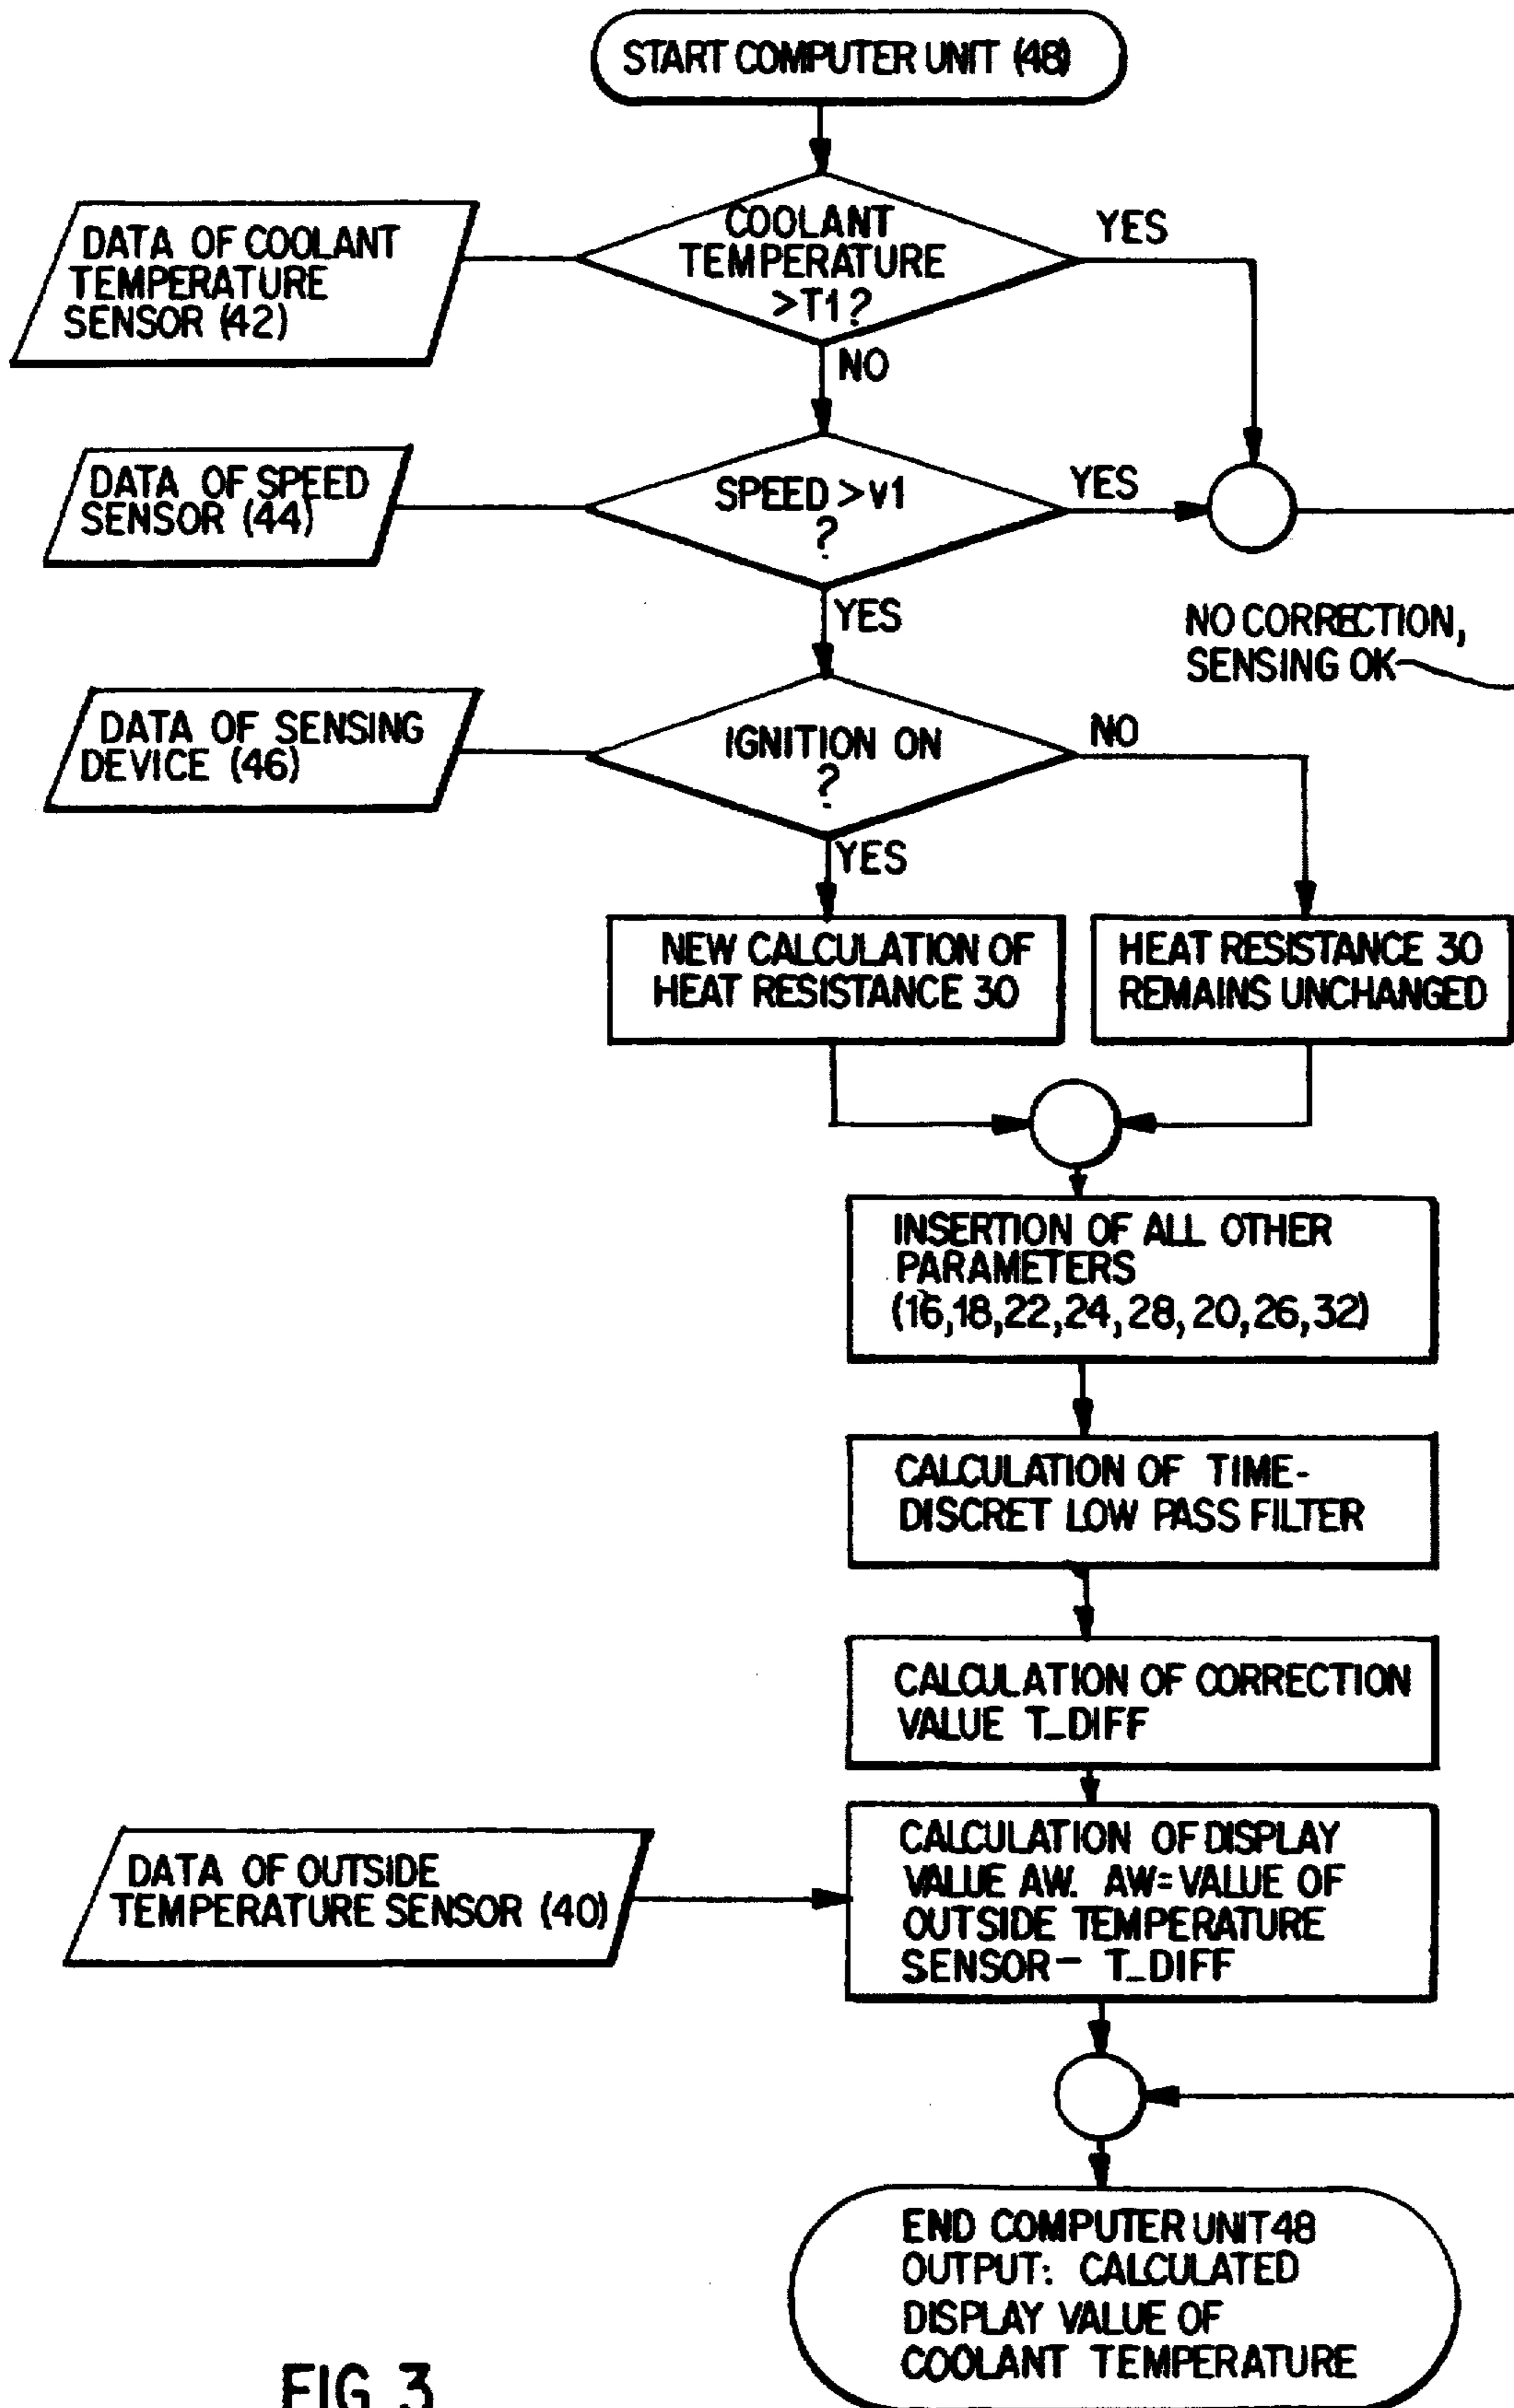 START COMPUTER UNIT (48)
DATA OF COOLANT
TEMPERATURE
SENSOR (42)
COOLANT
TEMPERATURE
>T1?
YES
NO
DATA OF SPEED
SENSOR (44)
SPEED>v1
?
YES
YES
NO CORRECTION,
SENSING OK
DATA OF SENSING
DEVICE (46)
IGNITION ON
?
NO
YES
NEW CALCULATION OF
HEAT RESISTANCE 30
HEAT RESISTANCE 30
REMAINS UNCHANGED
INSERTION OF ALL OTHER
PARAMETERS
(16,18,22,24,28,20,26,32)
CALCULATION OF TIME-
DISCRET LOW PASS FILTER
CALCULATION OF CORRECTION
VALUE T_DIFF
DATA OF OUTSIDE
TEMPERATURE SENSOR (40)
CALCULATION OF DISPLAY
VALUE AW. AW=VALUE OF
OUTSIDE TEMPERATURE
SENSOR- T_DIFF
END COMPUTER UNIT48
OUTPUT: CALCULATED
DISPLAY VALUE OF
COOLANT TEMPERATURE
FIG 3